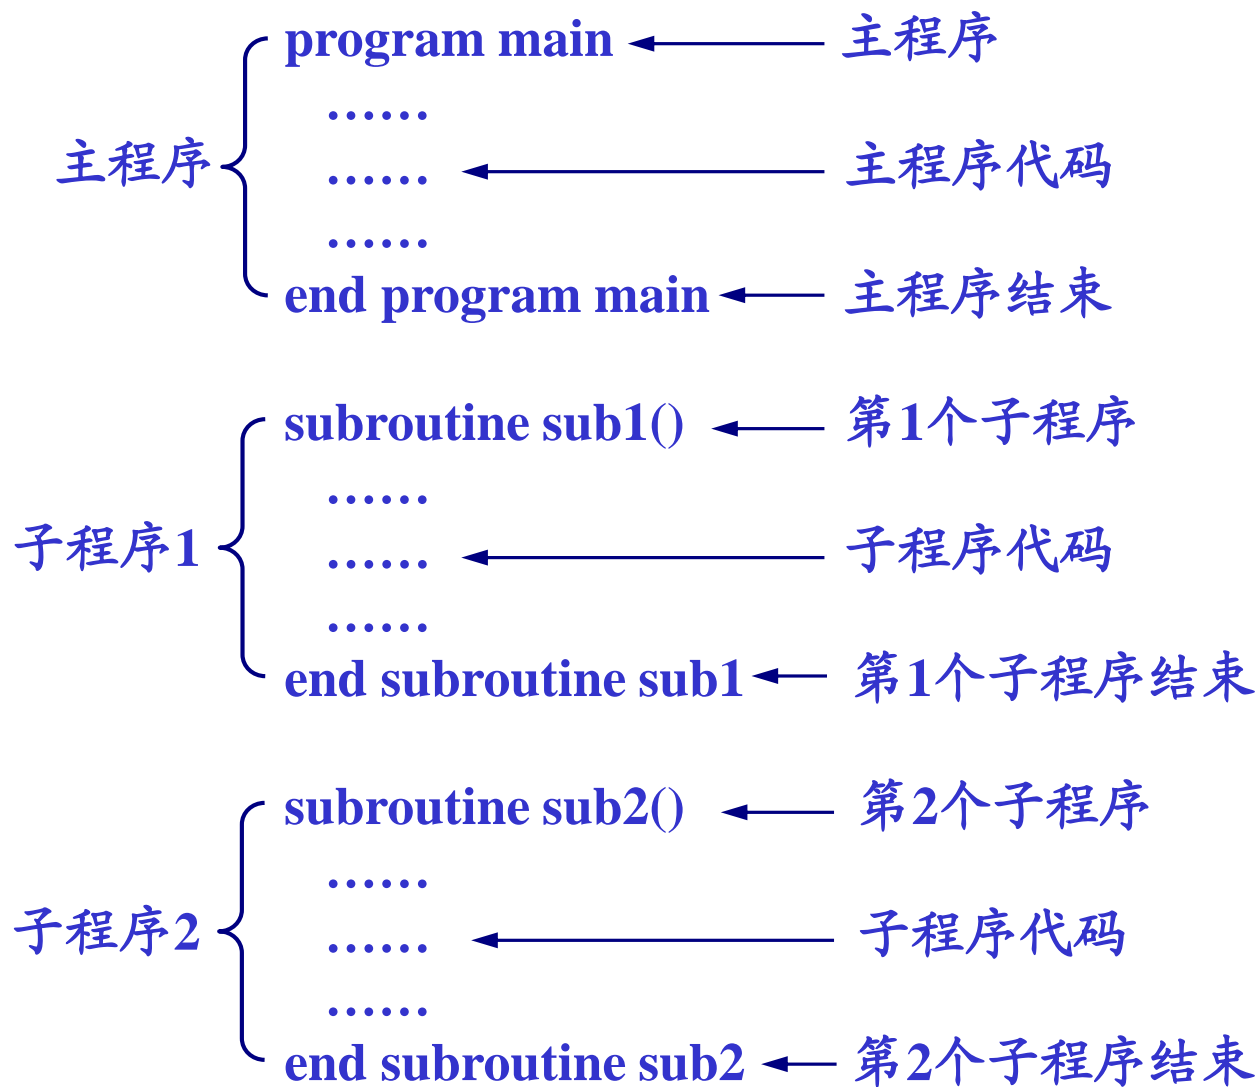 program main 主程序
……
主程序 …… 主程序代码
……
end program main 主程序结束
subroutine sub1() 第1个子程序
……
子程序1 …… 子程序代码
……
end subroutine sub1 第1个子程序结束
subroutine sub2() 第2个子程序
……
子程序2 …… 子程序代码
……
end subroutine sub2 第2个子程序结束